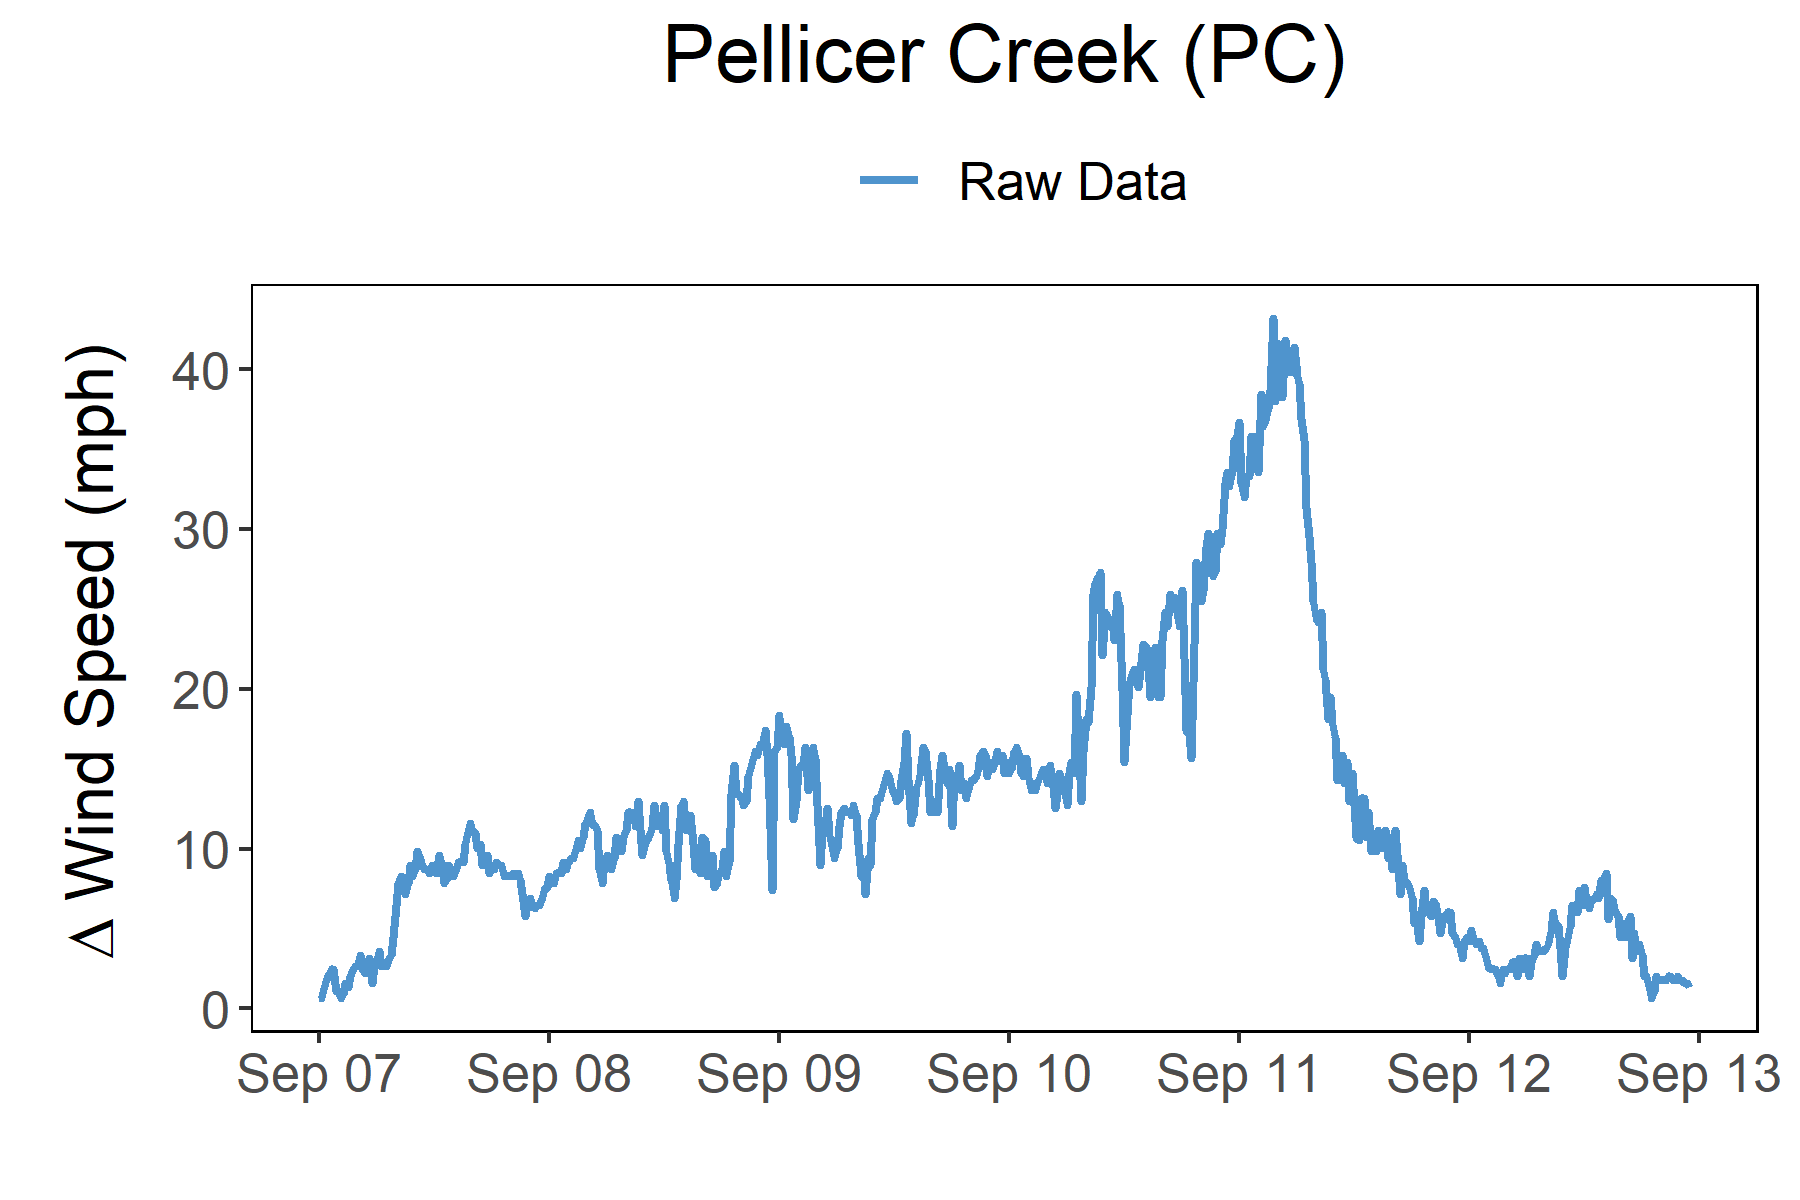 Pellicer Creek (PC)
Raw Data
Δ Wind Speed (mph)
40
30
20
10
0
Sep 07 Sep 08 Sep 09 Sep 10 Sep 11 Sep 12 Sep 13